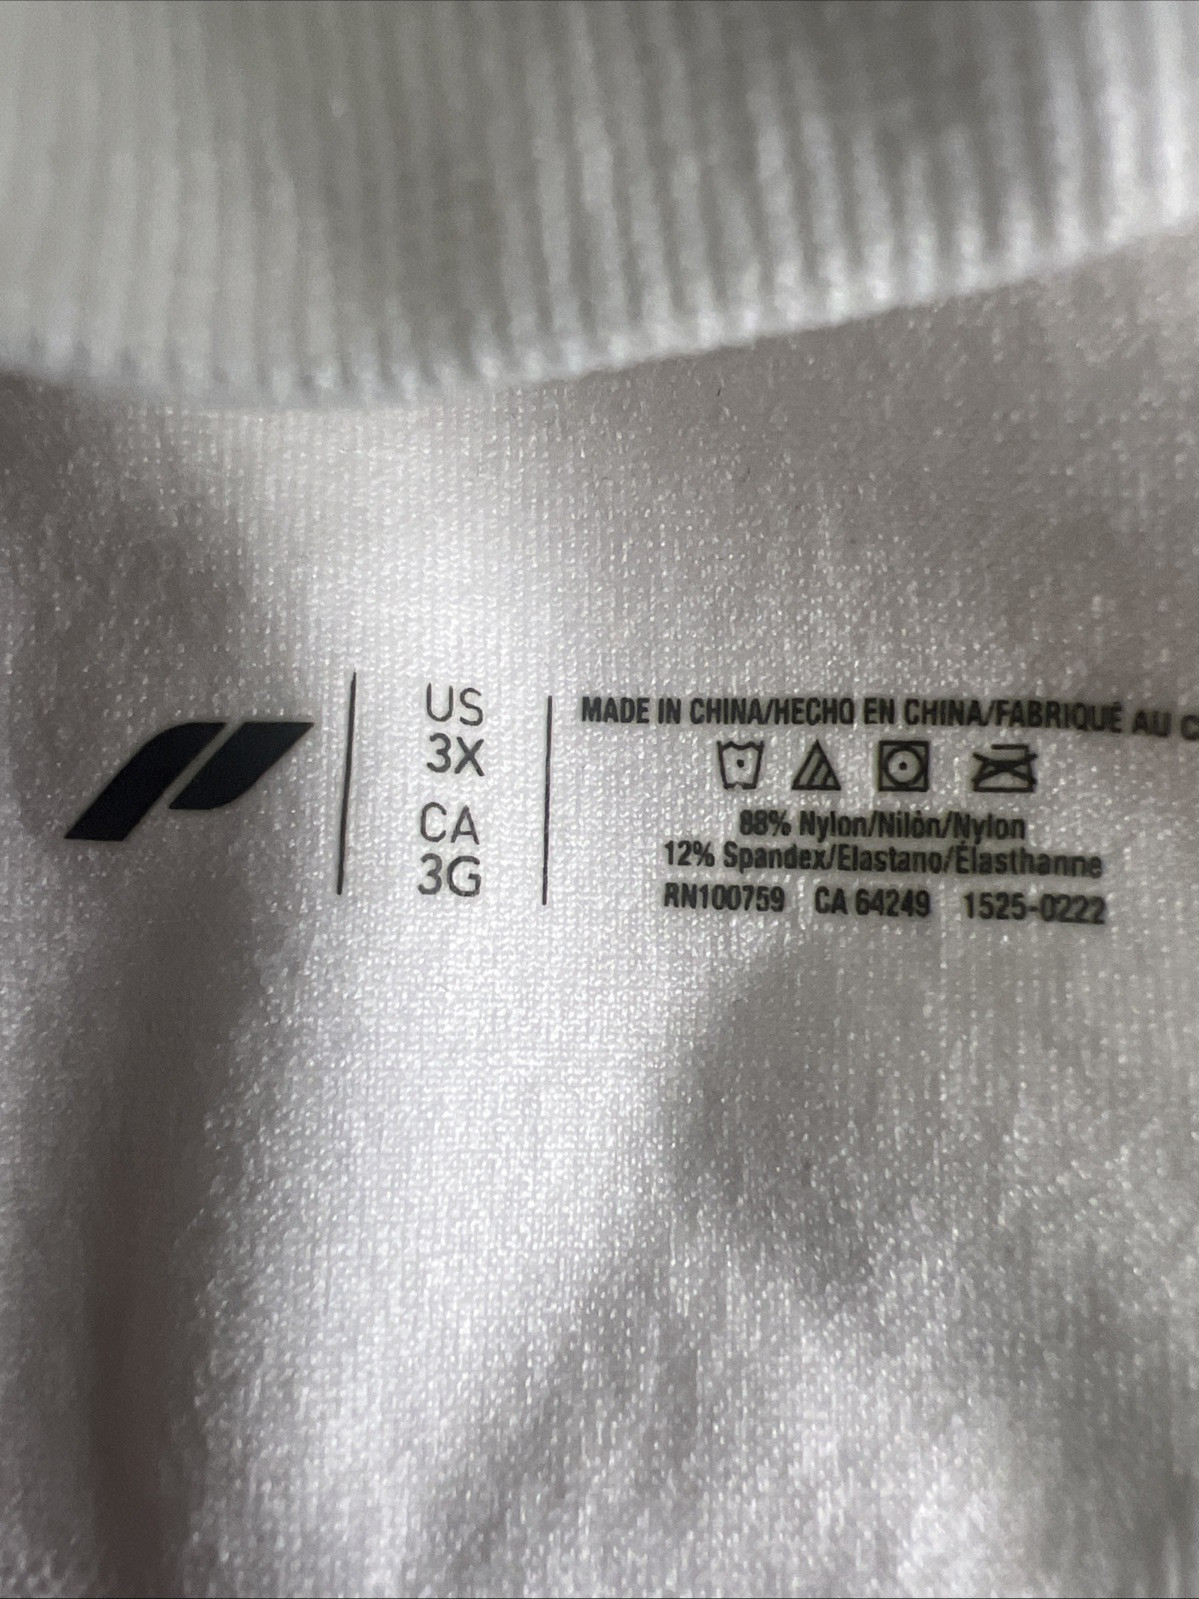 US
3X
CA
3G
MADE IN CHINA/HECHO EN CHINA/FABRIQUÉ AU C
88% Nylon/Nilón/Nylon
12% Spandex/Elastano/Élasthanne
RN100759 CA 64249 1525-0222